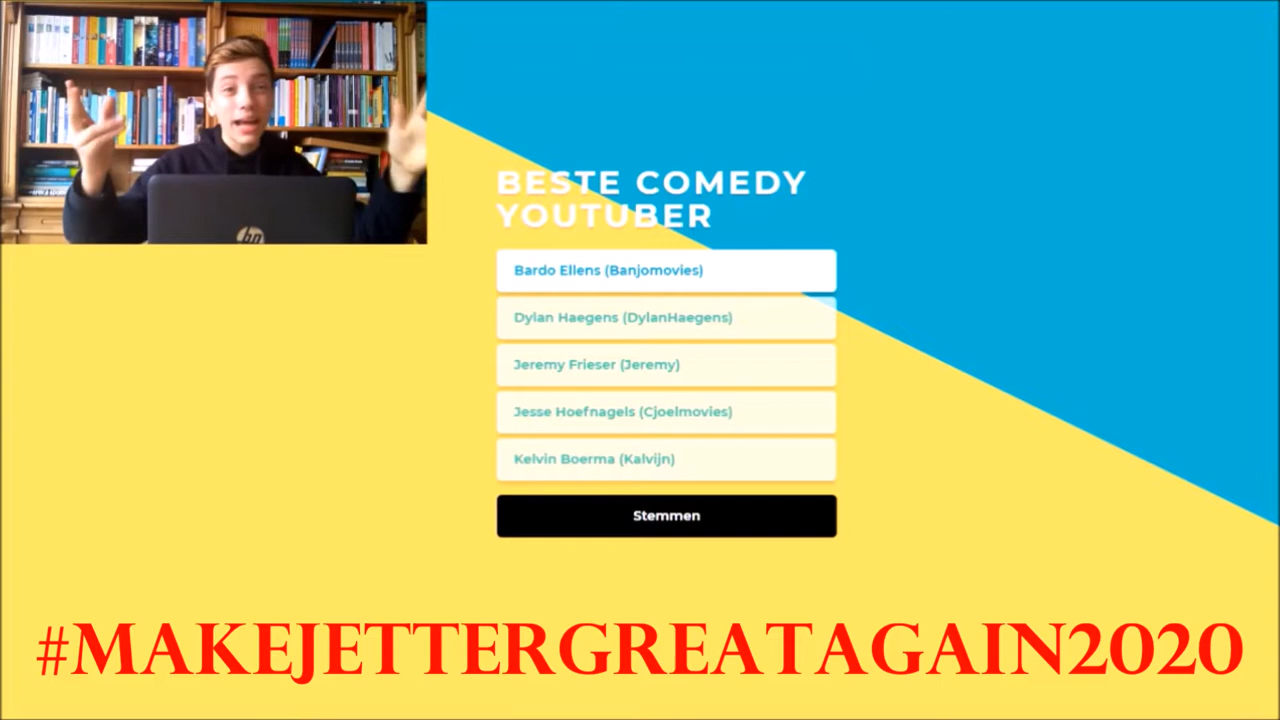 hp
BESTE COMEDY
YOUTUBER
Bardo Ellens (Banjomovies)
Dylan Haegens (DylanHaegens)
Jeremy Frieser (Jeremy)
Jesse Hoefnagels (Cjoelmovies)
Kelvin Boerma (Kalvijn)
Stemmen
#MAKEJETTERGREATAGAIN2020